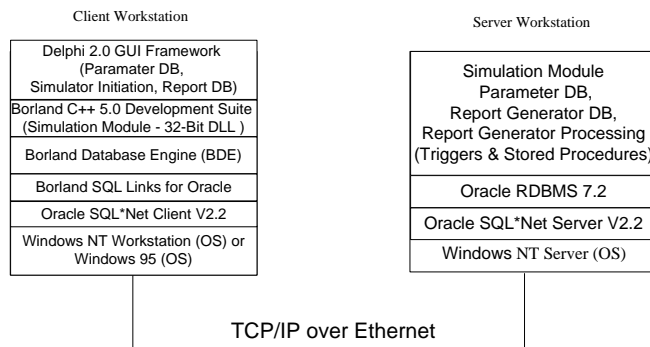 Client Workstation
Delphi 2.0 GUI Framework
(Paramater DB,
Simulator Initiation, Report DB)
Borland C++ 5.0 Development Suite
(Simulation Module - 32-Bit DLL )
Borland Database Engine (BDE)
Borland SQL Links for Oracle
Oracle SQL*Net Client V2.2
Windows NT Workstation (OS) or
Windows 95 (OS)
Server Workstation
Simulation Module
Parameter DB,
Report Generator DB,
Report Generator Processing
(Triggers & Stored Procedures)
Oracle RDBMS 7.2
Oracle SQL*Net Server V2.2
Windows NT Server (OS)
TCP/IP over Ethernet